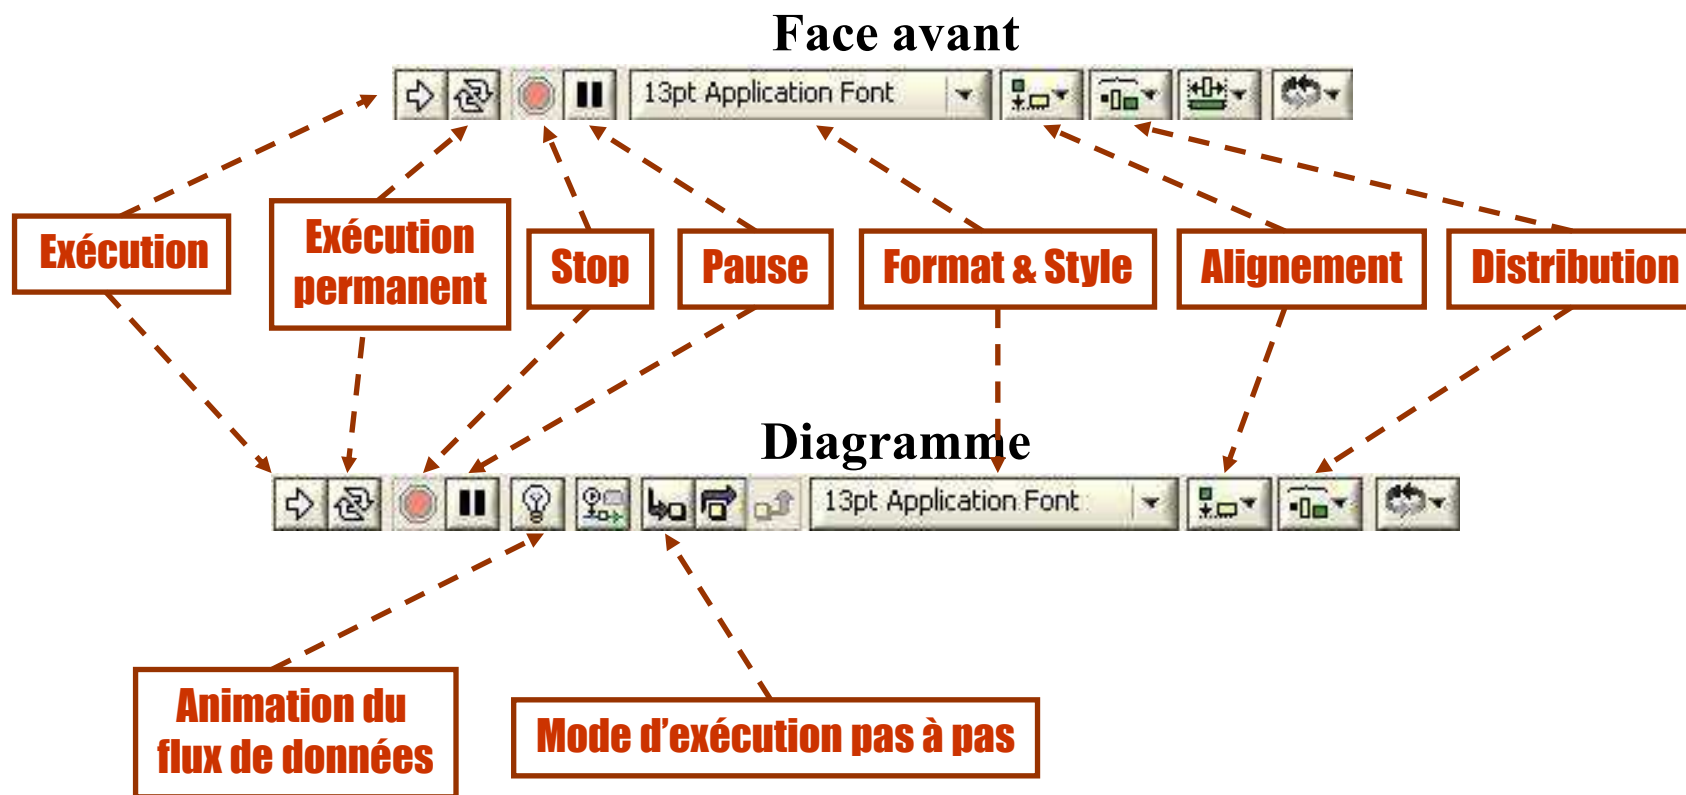 Face avant
13pt Application Font
Exécution
Exécution
permanent
Stop
Pause
Format & Style
Alignement
Distribution
Diagramme
13pt Application Font
Animation du
flux de données
Mode d’exécution pas à pas